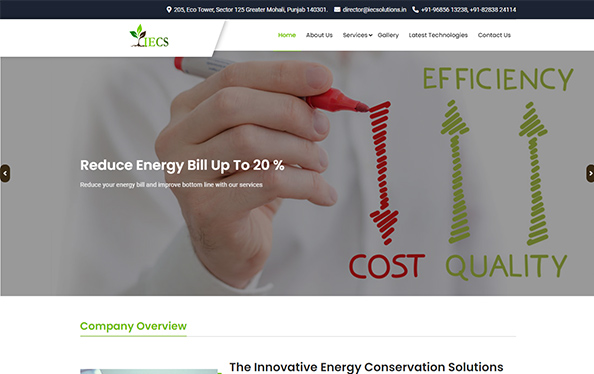 205, Eco Tower, Sector 125 Greater Mohali, Punjab 140301. director@iecsolutions.in +91-96856 13238, +91-82838 24114
IECS
Home About Us Services Gallery Latest Technologies Contact Us
EFFICIENCY
Reduce Energy Bill Up To 20 %
Reduce your energy bill and improve bottom line with our services
COST QUALITY
Company Overview
The Innovative Energy Conservation Solutions